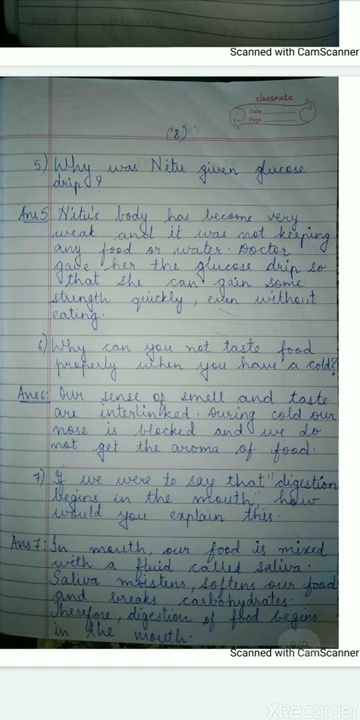 Scanned with CamScanner
classmate
Date
Page
(8)
5) Why was Nitu given glucose
drip?
Ans5 Nitu's body has become very
weak and it was not keeping
any food or water. Doctor
gave her the glucose drip so
that she can gain some
strength quickly, even without
eating.
6) Why can you not taste food
properly when you have a cold?
Ans6: Our sense of smell and taste
are interlinked. During cold our
nose is blocked and we do
not get the aroma of food.
7) If we were to say that "digestion
begins in the mouth" how
would you explain this.
Ans7: In mouth, our food is mixed
with a fluid called saliva.
Saliva moistens, softens our food
and breaks carbohydrates.
Therefore, digestion of food begins
in the mouth.
Scanned with CamScanner
XRecorder